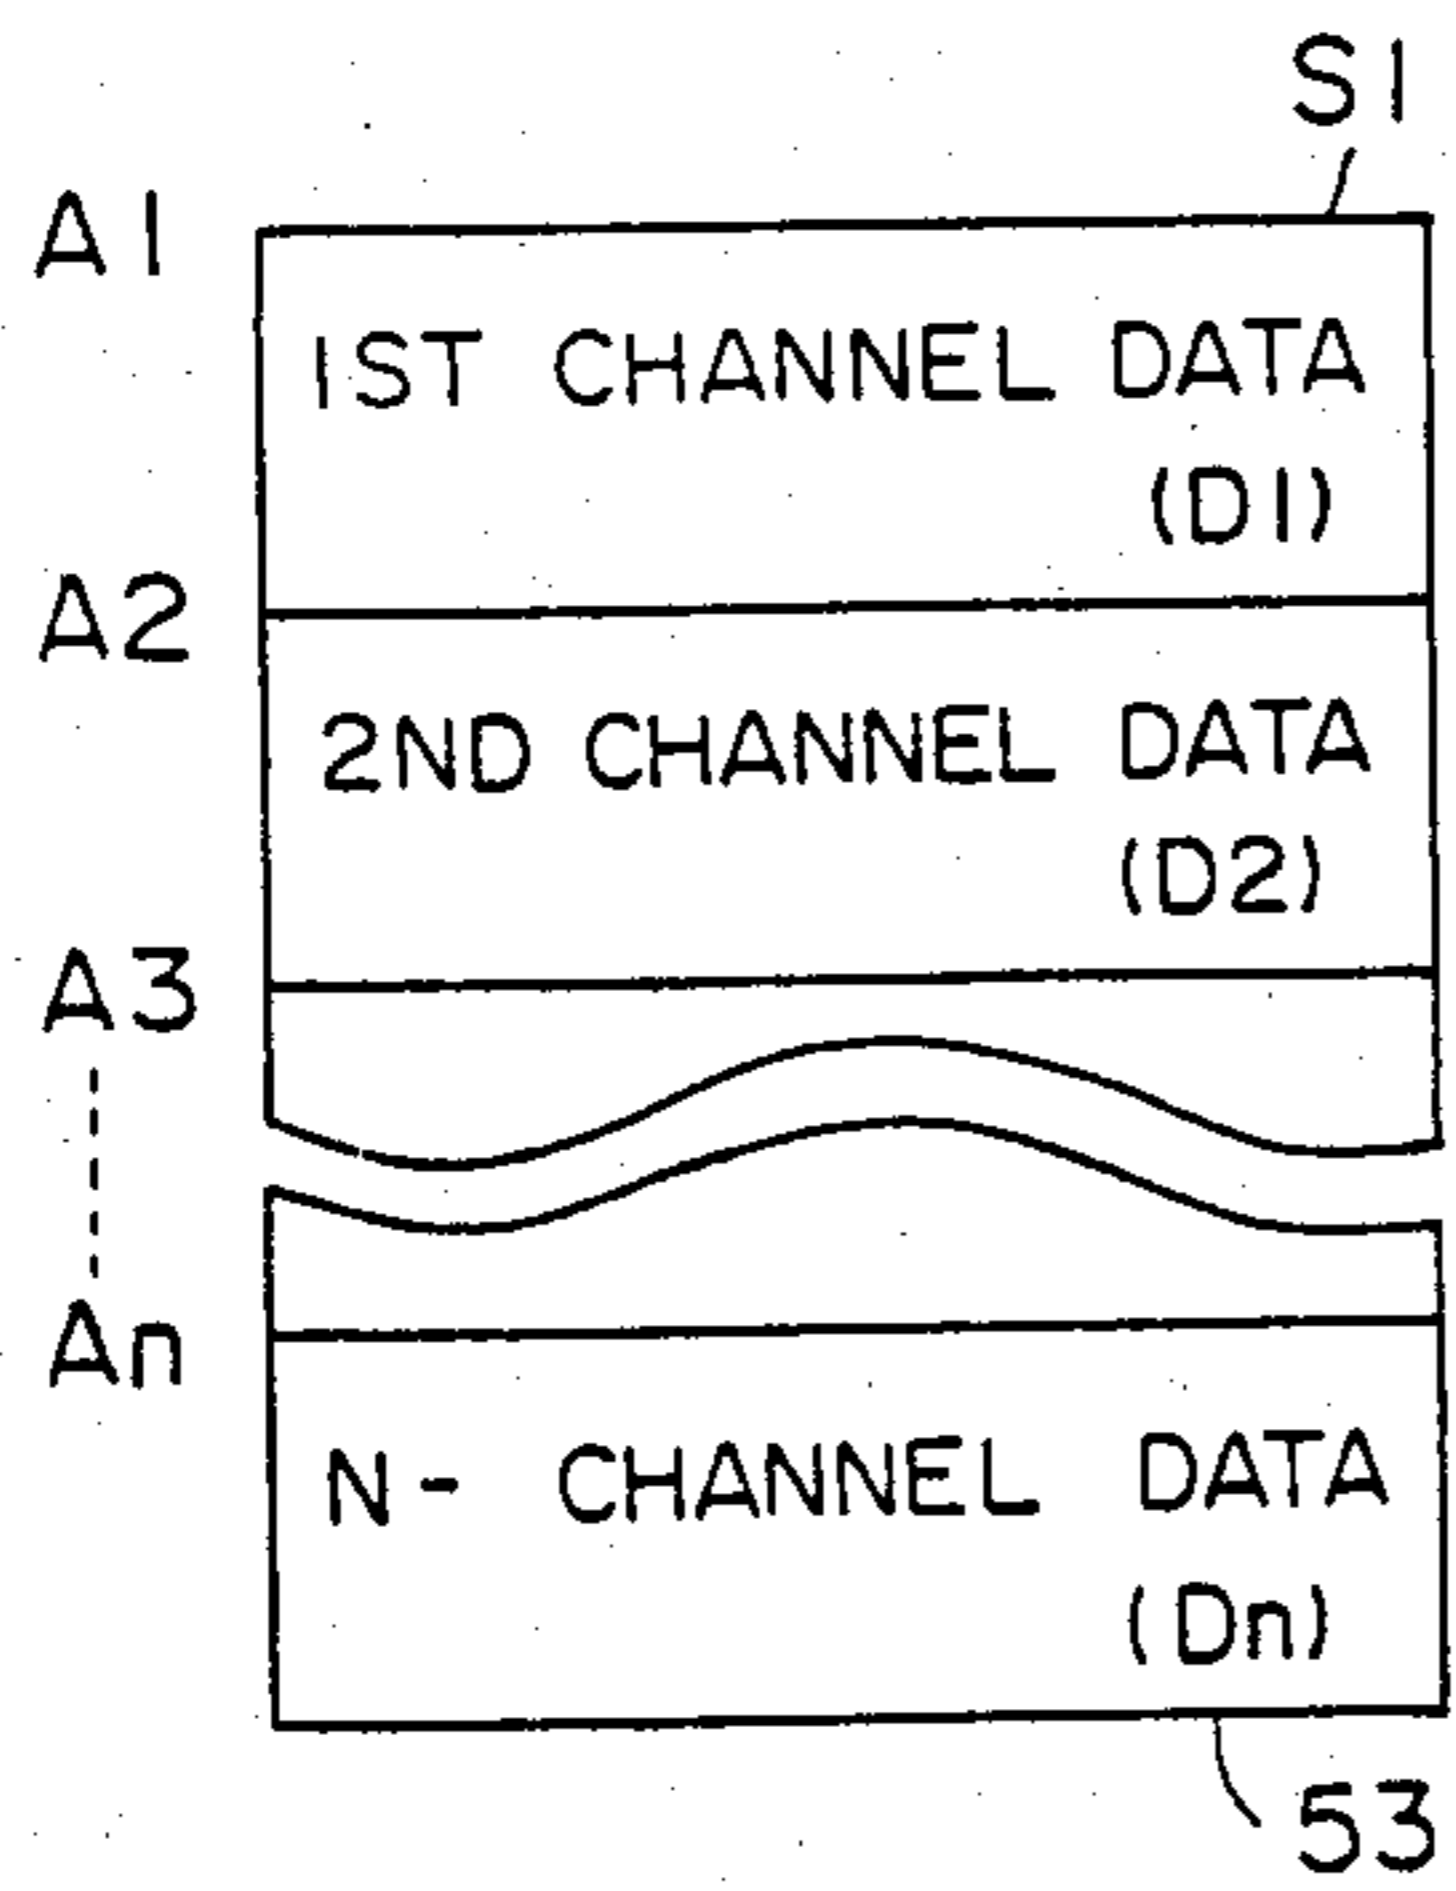 S1
A1
1ST CHANNEL DATA
(D1)
A2
2ND CHANNEL DATA
(D2)
A3
An
N- CHANNEL DATA
(Dn)
53